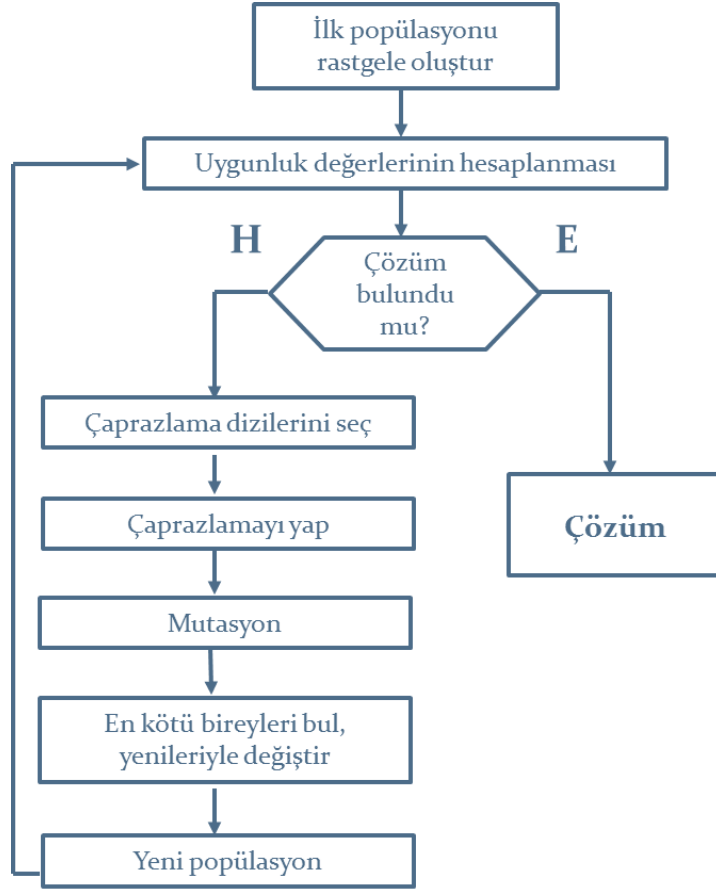 İlk popülasyonu
rastgele oluştur
Uygunluk değerlerinin hesaplanması
H
E
Çözüm
bulundu
mu?
Çaprazlama dizilerini seç
Çaprazlamayı yap
Çözüm
Mutasyon
En kötü bireyleri bul,
yenileriyle değiştir
Yeni popülasyon